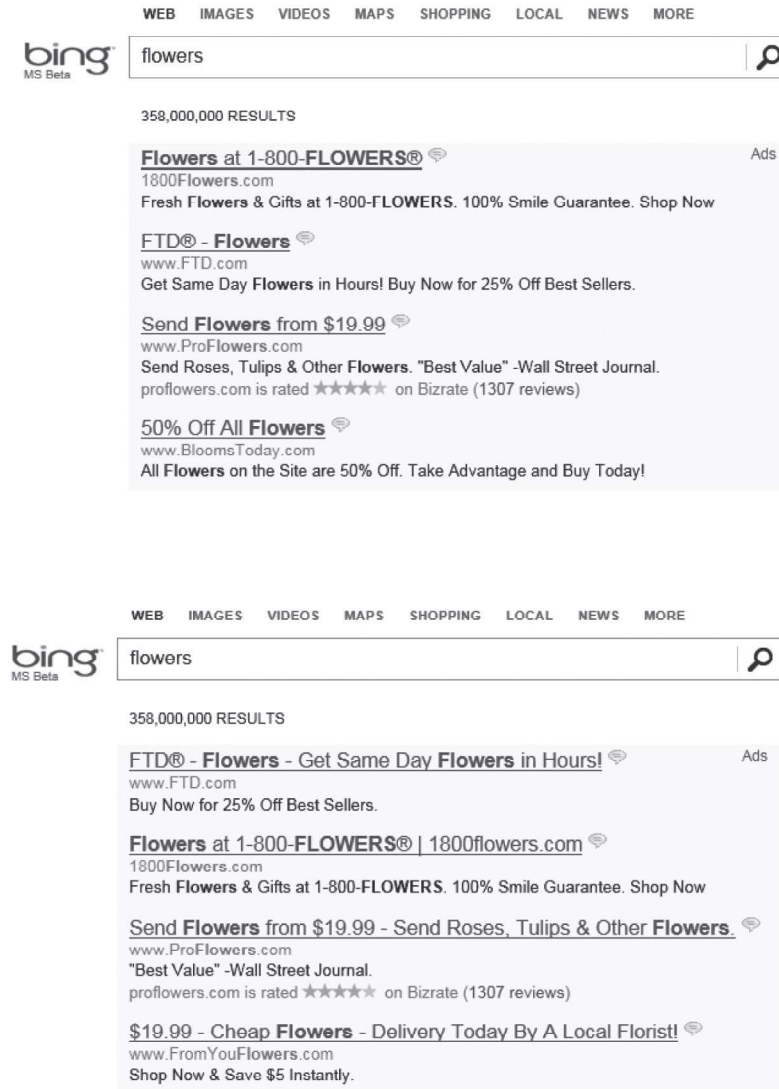 WEB IMAGES VIDEOS MAPS SHOPPING LOCAL NEWS MORE
bing
MS Beta
flowers
358,000,000 RESULTS
Flowers at 1-800-FLOWERS®
Ads
1800Flowers.com
Fresh Flowers & Gifts at 1-800-FLOWERS. 100% Smile Guarantee. Shop Now
FTD® - Flowers
www.FTD.com
Get Same Day Flowers in Hours! Buy Now for 25% Off Best Sellers.
Send Flowers from $19.99
www.ProFlowers.com
Send Roses, Tulips & Other Flowers. "Best Value" -Wall Street Journal.
proflowers.com is rated ★★★★★ on Bizrate (1307 reviews)
50% Off All Flowers
www.BloomsToday.com
All Flowers on the Site are 50% Off. Take Advantage and Buy Today!
WEB IMAGES VIDEOS MAPS SHOPPING LOCAL NEWS MORE
bing
MS Beta
flowers
358,000,000 RESULTS
FTD® - Flowers - Get Same Day Flowers in Hours!
Ads
www.FTD.com
Buy Now for 25% Off Best Sellers.
Flowers at 1-800-FLOWERS® | 1800flowers.com
1800Flowers.com
Fresh Flowers & Gifts at 1-800-FLOWERS. 100% Smile Guarantee. Shop Now
Send Flowers from $19.99 - Send Roses, Tulips & Other Flowers.
www.ProFlowers.com
"Best Value" -Wall Street Journal.
proflowers.com is rated ★★★★★ on Bizrate (1307 reviews)
$19.99 - Cheap Flowers - Delivery Today By A Local Florist!
www.FromYouFlowers.com
Shop Now & Save $5 Instantly.